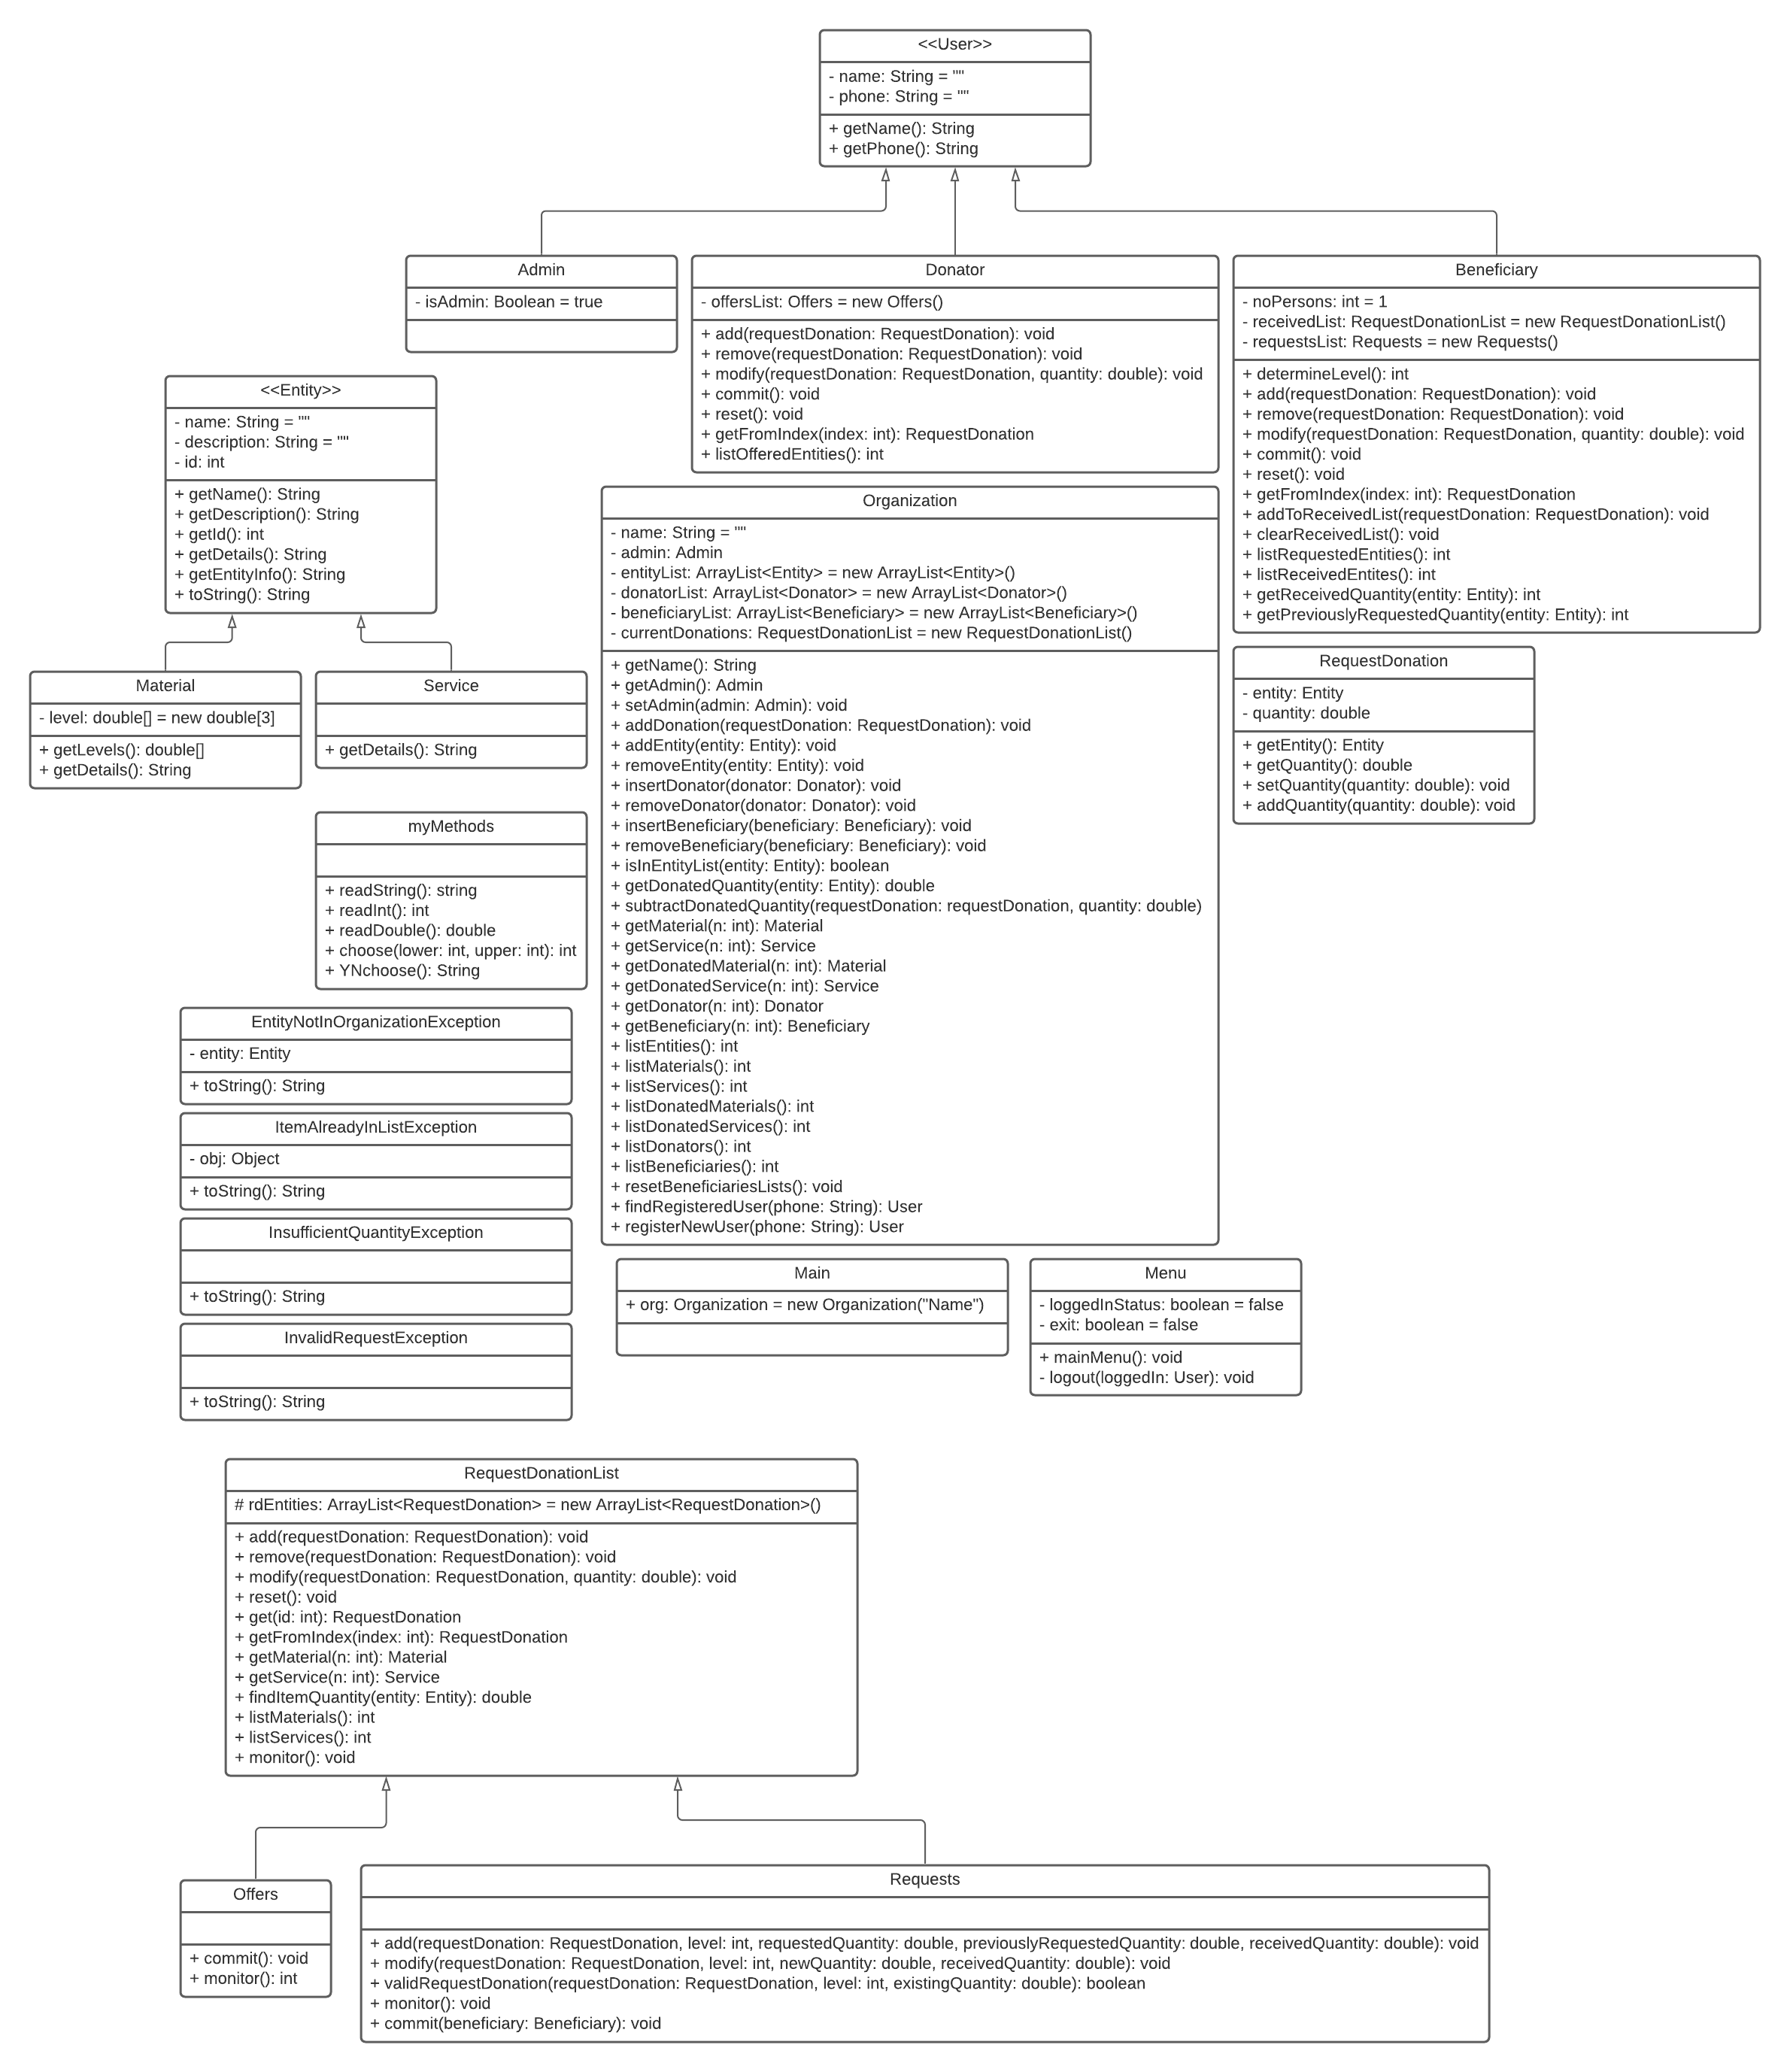 <<User>>
- name: String = ""
- phone: String = ""
+ getName(): String
+ getPhone(): String
Admin
- isAdmin: Boolean = true
Donator
- offersList: Offers = new Offers()
+ add(requestDonation: RequestDonation): void
+ remove(requestDonation: RequestDonation): void
+ modify(requestDonation: RequestDonation, quantity: double): void
+ commit(): void
+ reset(): void
+ getFromIndex(index: int): RequestDonation
+ listOfferedEntities(): int
Beneficiary
- noPersons: int = 1
- receivedList: RequestDonationList = new RequestDonationList()
- requestsList: Requests = new Requests()
+ determineLevel(): int
+ add(requestDonation: RequestDonation): void
+ remove(requestDonation: RequestDonation): void
+ modify(requestDonation: RequestDonation, quantity: double): void
+ commit(): void
+ reset(): void
+ getFromIndex(index: int): RequestDonation
+ addToReceivedList(requestDonation: RequestDonation): void
+ clearReceivedList(): void
+ listRequestedEntities(): int
+ listReceivedEntites(): int
+ getReceivedQuantity(entity: Entity): int
+ getPreviouslyRequestedQuantity(entity: Entity): int
<<Entity>>
- name: String = ""
- description: String = ""
- id: int
+ getName(): String
+ getDescription(): String
+ getId(): int
+ getDetails(): String
+ getEntityInfo(): String
+ toString(): String
Material
- level: double[] = new double[3]
+ getLevels(): double[]
+ getDetails(): String
Service
+ getDetails(): String
Organization
- name: String = ""
- admin: Admin
- entityList: ArrayList<Entity> = new ArrayList<Entity>()
- donatorList: ArrayList<Donator> = new ArrayList<Donator>()
- beneficiaryList: ArrayList<Beneficiary> = new ArrayList<Beneficiary>()
- currentDonations: RequestDonationList = new RequestDonationList()
+ getName(): String
+ getAdmin(): Admin
+ setAdmin(admin: Admin): void
+ addDonation(requestDonation: RequestDonation): void
+ addEntity(entity: Entity): void
+ removeEntity(entity: Entity): void
+ insertDonator(donator: Donator): void
+ removeDonator(donator: Donator): void
+ insertBeneficiary(beneficiary: Beneficiary): void
+ removeBeneficiary(beneficiary: Beneficiary): void
+ isInEntityList(entity: Entity): boolean
+ getDonatedQuantity(entity: Entity): double
+ subtractDonatedQuantity(requestDonation: requestDonation, quantity: double)
+ getMaterial(n: int): Material
+ getService(n: int): Service
+ getDonatedMaterial(n: int): Material
+ getDonatedService(n: int): Service
+ getDonator(n: int): Donator
+ getBeneficiary(n: int): Beneficiary
+ listEntities(): int
+ listMaterials(): int
+ listServices(): int
+ listDonatedMaterials(): int
+ listDonatedServices(): int
+ listDonators(): int
+ listBeneficiaries(): int
+ resetBeneficiariesLists(): void
+ findRegisteredUser(phone: String): User
+ registerNewUser(phone: String): User
RequestDonation
- entity: Entity
- quantity: double
+ getEntity(): Entity
+ getQuantity(): double
+ setQuantity(quantity: double): void
+ addQuantity(quantity: double): void
myMethods
+ readString(): string
+ readInt(): int
+ readDouble(): double
+ choose(lower: int, upper: int): int
+ YNchoose(): String
EntityNotInOrganizationException
- entity: Entity
+ toString(): String
ItemAlreadyInListException
- obj: Object
+ toString(): String
InsufficientQuantityException
+ toString(): String
InvalidRequestException
+ toString(): String
Main
+ org: Organization = new Organization("Name")
Menu
- loggedInStatus: boolean = false
- exit: boolean = false
+ mainMenu(): void
- logout(loggedIn: User): void
RequestDonationList
# rdEntities: ArrayList<RequestDonation> = new ArrayList<RequestDonation>()
+ add(requestDonation: RequestDonation): void
+ remove(requestDonation: RequestDonation): void
+ modify(requestDonation: RequestDonation, quantity: double): void
+ reset(): void
+ get(id: int): RequestDonation
+ getFromIndex(index: int): RequestDonation
+ getMaterial(n: int): Material
+ getService(n: int): Service
+ findItemQuantity(entity: Entity): double
+ listMaterials(): int
+ listServices(): int
+ monitor(): void
Offers
+ commit(): void
+ monitor(): int
Requests
+ add(requestDonation: RequestDonation, level: int, requestedQuantity: double, previouslyRequestedQuantity: double, receivedQuantity: double): void
+ modify(requestDonation: RequestDonation, level: int, newQuantity: double, receivedQuantity: double): void
+ validRequestDonation(requestDonation: RequestDonation, level: int, existingQuantity: double): boolean
+ monitor(): void
+ commit(beneficiary: Beneficiary): void